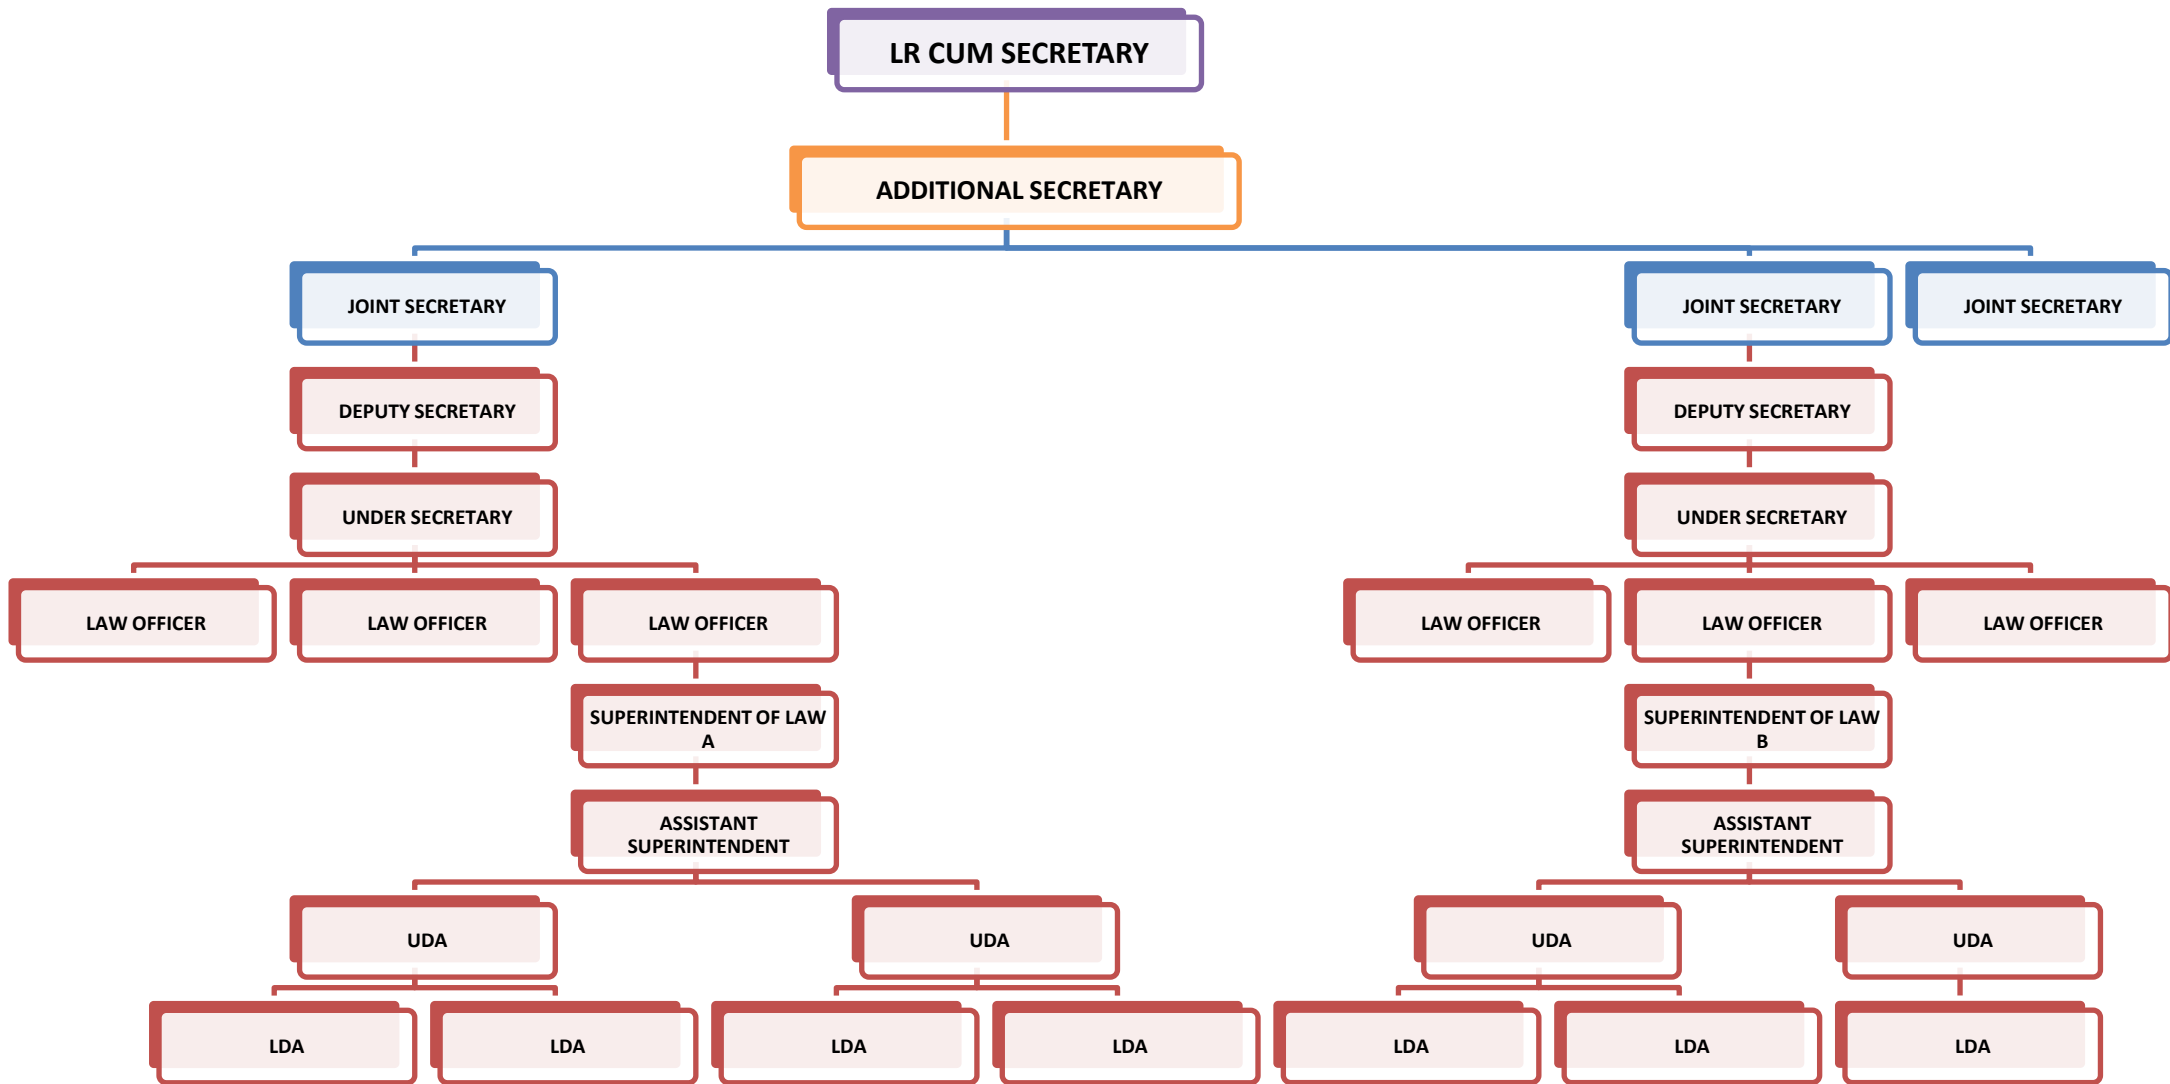 LR CUM SECRETARY
ADDITIONAL SECRETARY
JOINT SECRETARY
JOINT SECRETARY
JOINT SECRETARY
DEPUTY SECRETARY
DEPUTY SECRETARY
UNDER SECRETARY
UNDER SECRETARY
LAW OFFICER
LAW OFFICER
LAW OFFICER
LAW OFFICER
LAW OFFICER
LAW OFFICER
SUPERINTENDENT OF LAW
A
SUPERINTENDENT OF LAW
B
ASSISTANT
SUPERINTENDENT
ASSISTANT
SUPERINTENDENT
UDA
UDA
UDA
UDA
LDA
LDA
LDA
LDA
LDA
LDA
LDA